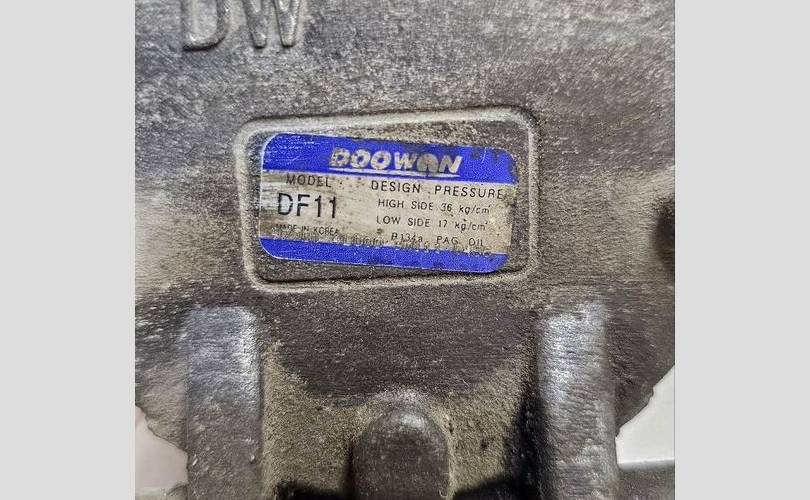 DW
DOOWON
MODEL DESIGN PRESSURE
DF11 HIGH SIDE 36 kg/cm²
LOW SIDE 17 kg/cm²
MADE IN KOREA R134a PAG OIL